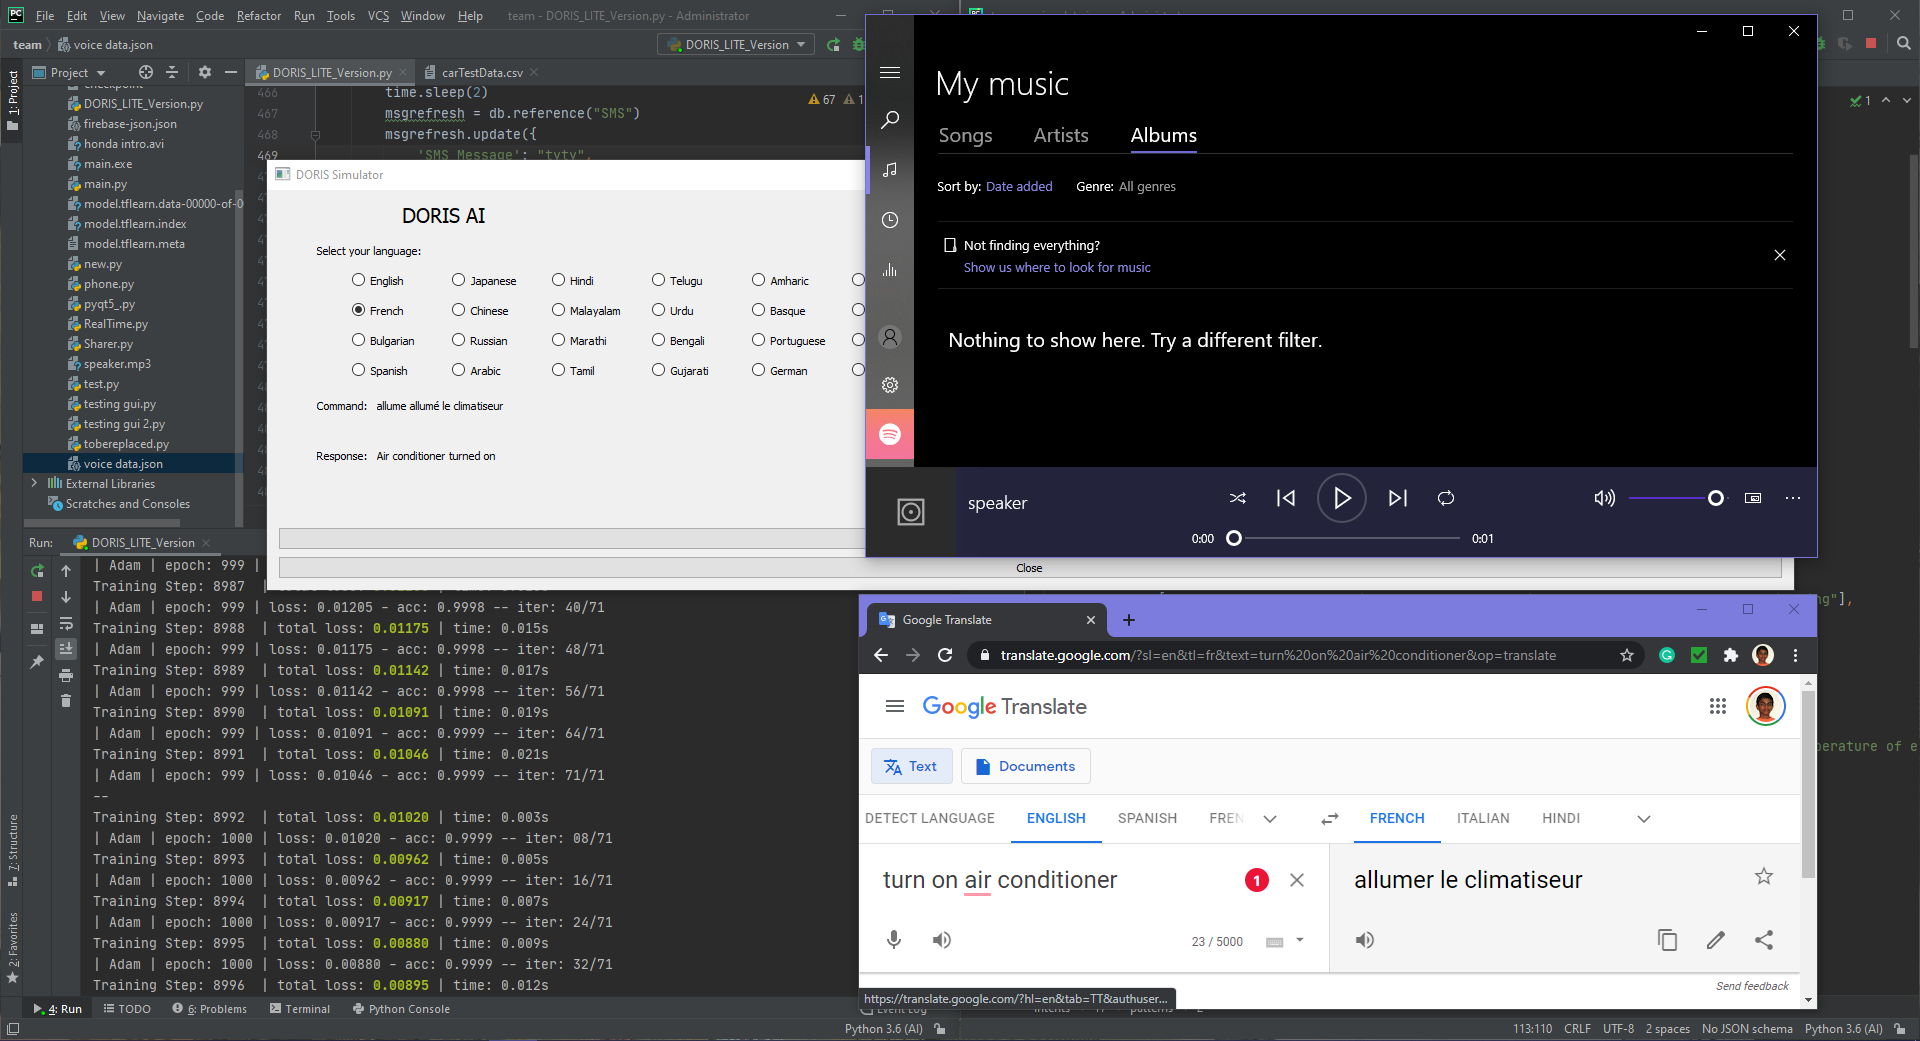 File Edit View Navigate Code Refactor Run Tools VCS Window Help team - DORIS_LITE_Version.py - Administrator
team voice data.json DORIS_LITE_Version
Project
DORIS_LITE_Version.py
carTestData.csv
1: Project
7: Structure
2: Favorites
checkpoint
DORIS_LITE_Version.py
firebase-json.json
honda intro.avi
main.exe
main.py
model.tflearn.data-00000-of-0
model.tflearn.index
model.tflearn.meta
new.py
phone.py
pyqt5_.py
RealTime.py
Sharer.py
speaker.mp3
test.py
testing gui.py
testing gui 2.py
tobereplaced.py
voice data.json
External Libraries
Scratches and Consoles
466 time.sleep(2)
467 msgrefresh = db.reference("SMS")
468 msgrefresh.update({
469 'SMS Message': "tyty",
67 1
DORIS Simulator
DORIS AI
Select your language:
English Japanese Hindi Telugu Amharic
French Chinese Malayalam Urdu Basque
Bulgarian Russian Marathi Bengali Portuguese
Spanish Arabic Tamil Gujarati German
Command: allume allumé le climatiseur
Response: Air conditioner turned on
Close
My music
Songs Artists Albums
Sort by: Date added Genre: All genres
Not finding everything?
Show us where to look for music
Nothing to show here. Try a different filter.
speaker
0:00 0:01
1
Run: DORIS_LITE_Version
| Adam | epoch: 999 |
Training Step: 8987 |
| Adam | epoch: 999 | loss: 0.01205 - acc: 0.9998 -- iter: 40/71
Training Step: 8988 | total loss: 0.01175 | time: 0.015s
| Adam | epoch: 999 | loss: 0.01175 - acc: 0.9998 -- iter: 48/71
Training Step: 8989 | total loss: 0.01142 | time: 0.017s
| Adam | epoch: 999 | loss: 0.01142 - acc: 0.9998 -- iter: 56/71
Training Step: 8990 | total loss: 0.01091 | time: 0.019s
| Adam | epoch: 999 | loss: 0.01091 - acc: 0.9999 -- iter: 64/71
Training Step: 8991 | total loss: 0.01046 | time: 0.021s
| Adam | epoch: 999 | loss: 0.01046 - acc: 0.9999 -- iter: 71/71
--
Training Step: 8992 | total loss: 0.01020 | time: 0.003s
| Adam | epoch: 1000 | loss: 0.01020 - acc: 0.9999 -- iter: 08/71
Training Step: 8993 | total loss: 0.00962 | time: 0.005s
| Adam | epoch: 1000 | loss: 0.00962 - acc: 0.9999 -- iter: 16/71
Training Step: 8994 | total loss: 0.00917 | time: 0.007s
| Adam | epoch: 1000 | loss: 0.00917 - acc: 0.9999 -- iter: 24/71
Training Step: 8995 | total loss: 0.00880 | time: 0.009s
| Adam | epoch: 1000 | loss: 0.00880 - acc: 0.9999 -- iter: 32/71
Training Step: 8996 | total loss: 0.00895 | time: 0.012s
Google Translate
translate.google.com/?sl=en&tl=fr&text=turn%20on%20air%20conditioner&op=translate
Google Translate
Text Documents
DETECT LANGUAGE ENGLISH SPANISH FREN FRENCH ITALIAN HINDI
turn on air conditioner 1 allumer le climatiseur
23 / 5000
Send feedback
https://translate.google.com/?hl=en&tab=TT&authuser...
4: Run TODO 6: Problems Terminal Python Console Event Log
Python 3.6 (AI)
113:110 CRLF UTF-8 2 spaces No JSON schema Python 3.6 (AI)